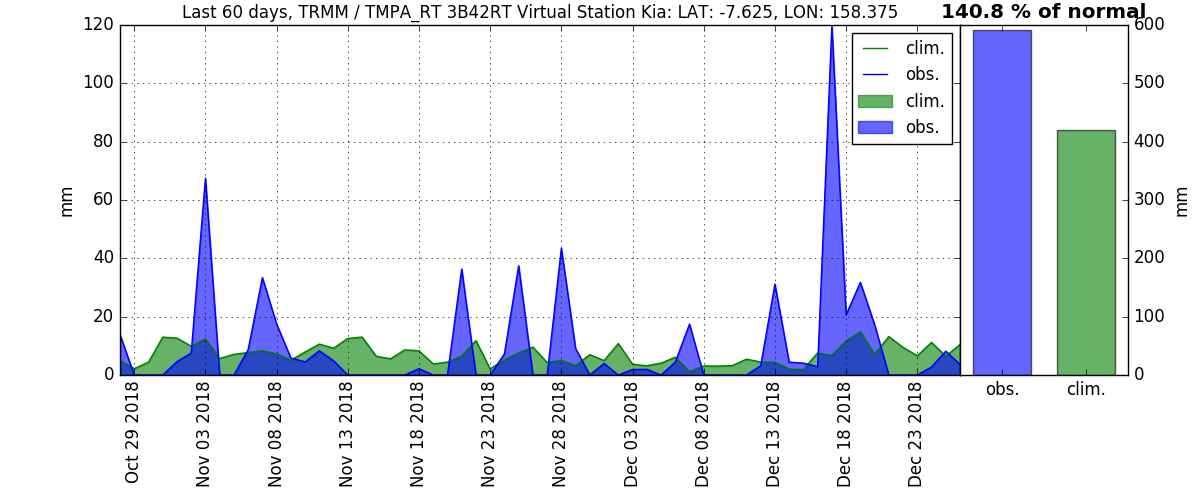 Last 60 days, TRMM / TMPA_RT 3B42RT Virtual Station Kia: LAT: -7.625, LON: 158.375
140.8 % of normal
120
100
80
60
40
20
0
mm
clim.
obs.
clim.
obs.
600
500
400
300
200
100
0
mm
obs.
clim.
Oct 29 2018
Nov 03 2018
Nov 08 2018
Nov 13 2018
Nov 18 2018
Nov 23 2018
Nov 28 2018
Dec 03 2018
Dec 08 2018
Dec 13 2018
Dec 18 2018
Dec 23 2018